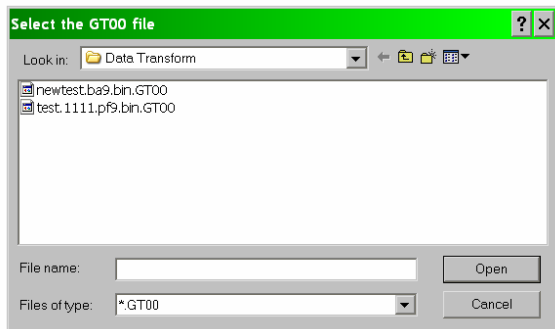 Select the GT00 file
Look in: Data Transform
newtest.ba9.bin.GT00
test.1111.pf9.bin.GT00
File name: Open
Files of type: *.GT00 Cancel